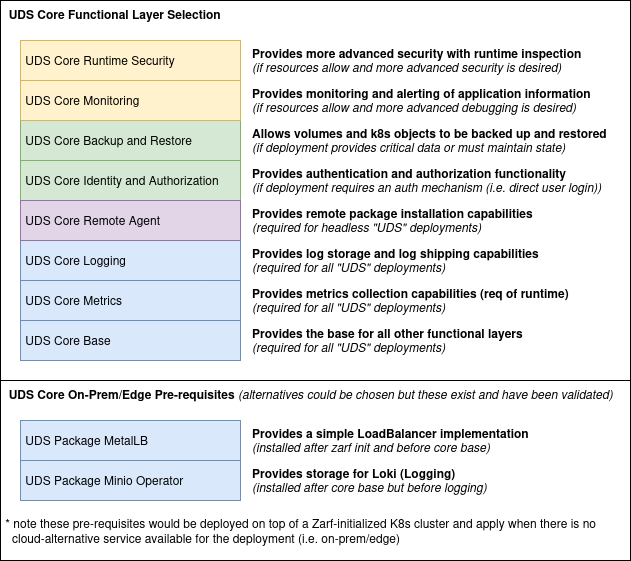 UDS Core Functional Layer Selection
UDS Core Runtime Security
Provides more advanced security with runtime inspection
(if resources allow and more advanced security is desired)
UDS Core Monitoring
Provides monitoring and alerting of application information
(if resources allow and more advanced debugging is desired)
UDS Core Backup and Restore
Allows volumes and k8s objects to be backed up and restored
(if deployment provides critical data or must maintain state)
UDS Core Identity and Authorization
Provides authentication and authorization functionality
(if deployment requires an auth mechanism (i.e. direct user login))
UDS Core Remote Agent
Provides remote package installation capabilities
(required for headless "UDS" deployments)
UDS Core Logging
Provides log storage and log shipping capabilities
(required for all "UDS" deployments)
UDS Core Metrics
Provides metrics collection capabilities (req of runtime)
(required for all "UDS" deployments)
UDS Core Base
Provides the base for all other functional layers
(required for all "UDS" deployments)
UDS Core On-Prem/Edge Pre-requisites (alternatives could be chosen but these exist and have been validated)
UDS Package MetalLB
Provides a simple LoadBalancer implementation
(installed after zarf init and before core base)
UDS Package Minio Operator
Provides storage for Loki (Logging)
(installed after core base but before logging)
* note these pre-requisites would be deployed on top of a Zarf-initialized K8s cluster and apply when there is no
cloud-alternative service available for the deployment (i.e. on-prem/edge)